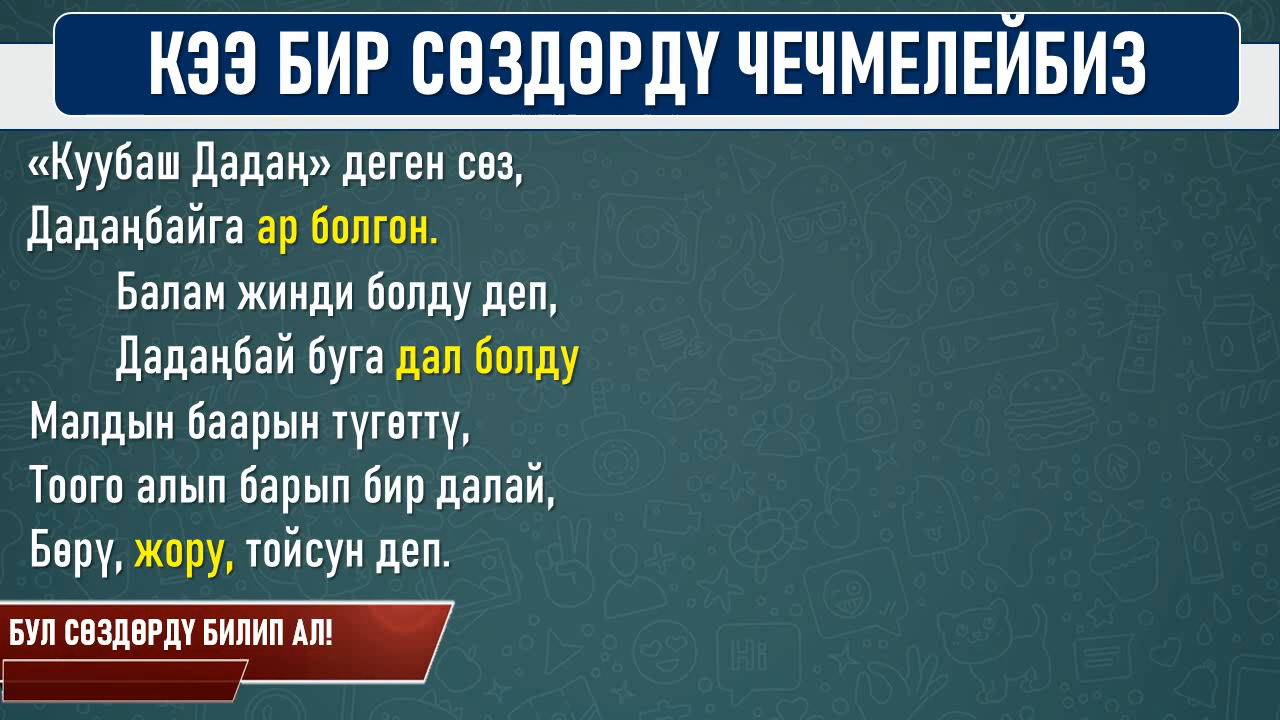 КЭЭ БИР СӨЗДӨРДҮ ЧЕЧМЕЛЕЙБИЗ
«Куубаш Дадаң» деген сөз,
Дадаңбайга ар болгон.
Балам жинди болду деп,
Дадаңбай буга дал болду
Малдын баарын түгөттү,
Тоого алып барып бир далай,
Бөрү, жору, тойсун деп.
БУЛ СӨЗДӨРДҮ БИЛИП АЛ!
Hi